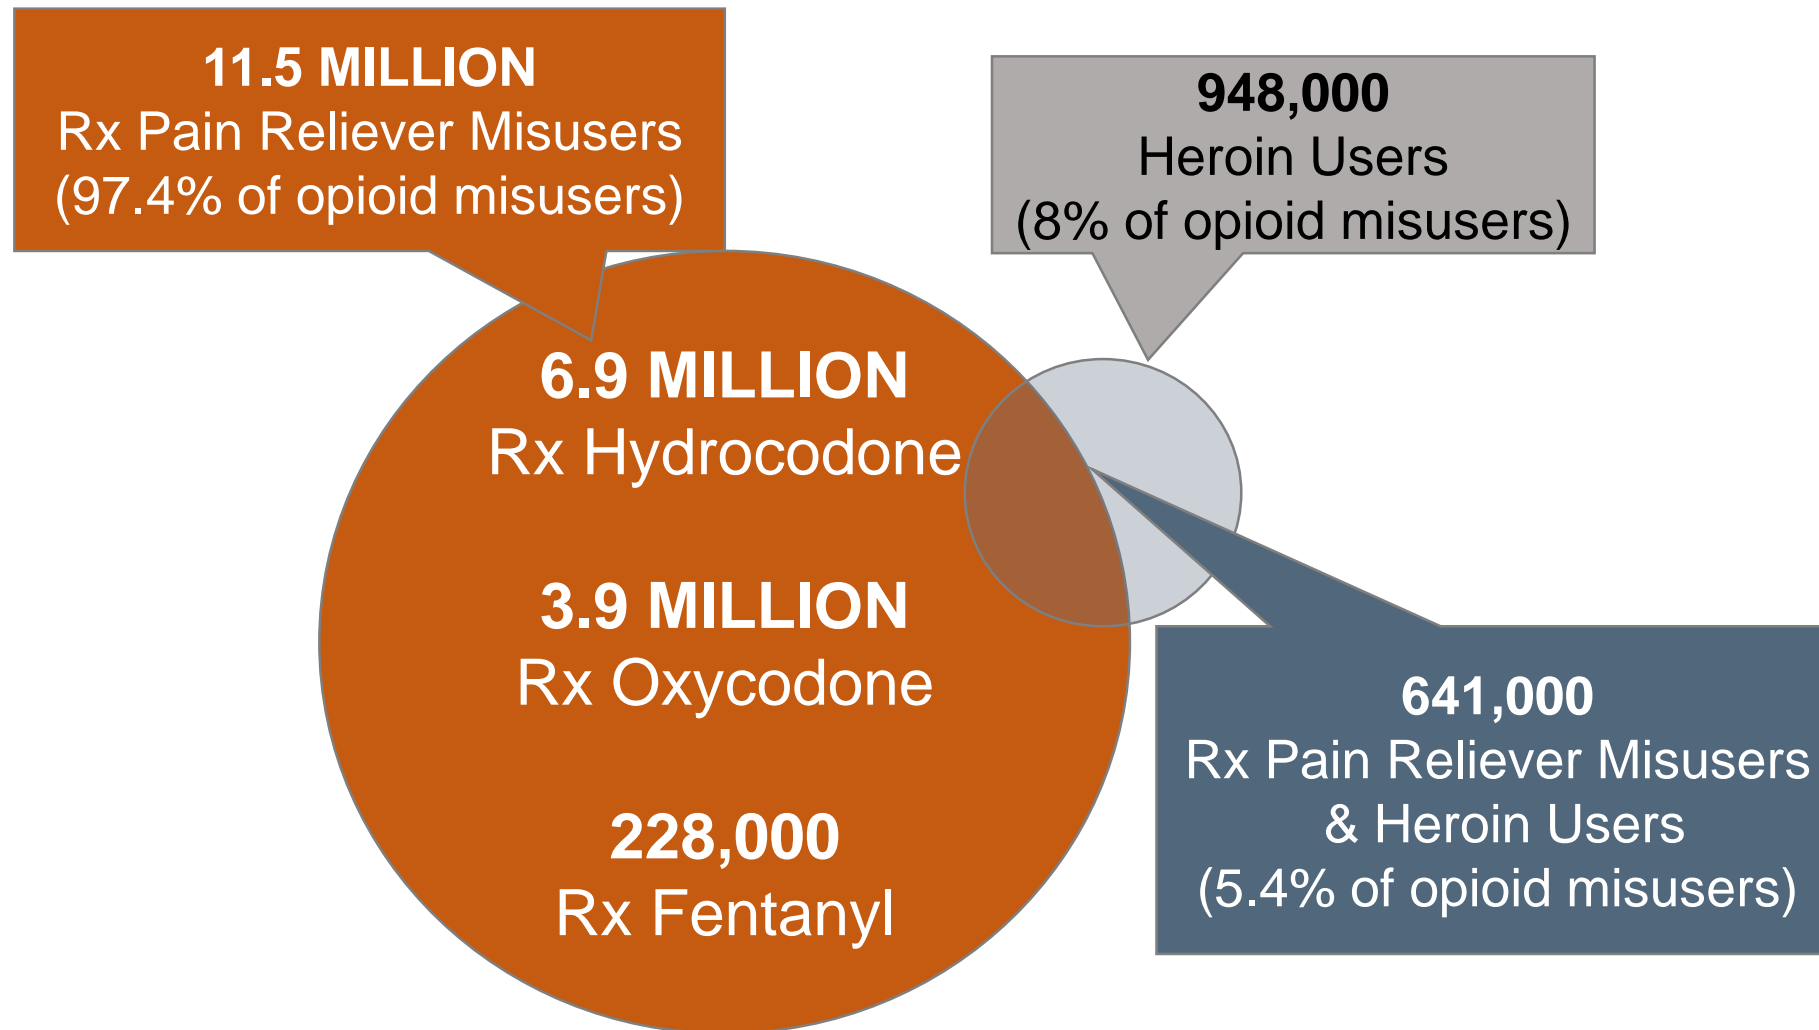 11.5 MILLION
Rx Pain Reliever Misusers
(97.4% of opioid misusers)
948,000
Heroin Users
(8% of opioid misusers)
6.9 MILLION
Rx Hydrocodone
3.9 MILLION
Rx Oxycodone
228,000
Rx Fentanyl
641,000
Rx Pain Reliever Misusers
& Heroin Users
(5.4% of opioid misusers)